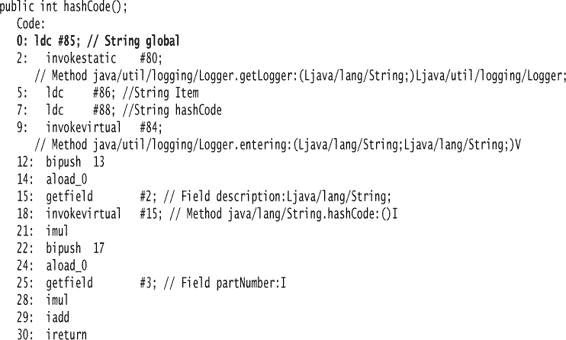 public int hashCode();
Code:
0: ldc #85; // String global
2: invokestatic #80;
// Method java/util/logging/Logger.getLogger:(Ljava/lang/String;)Ljava/util/logging/Logger;
5: ldc #86; //String Item
7: ldc #88; //String hashCode
9: invokevirtual #84;
// Method java/util/logging/Logger.entering:(Ljava/lang/String;Ljava/lang/String;)V
12: bipush 13
14: aload_0
15: getfield #2; // Field description:Ljava/lang/String;
18: invokevirtual #15; // Method java/lang/String.hashCode:()I
21: imul
22: bipush 17
24: aload_0
25: getfield #3; // Field partNumber:I
28: imul
29: iadd
30: ireturn